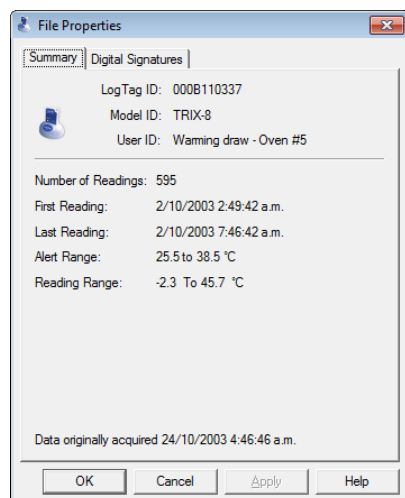 File Properties
Summary
Digital Signatures
LogTag ID: 000B110337
Model ID: TRIX-8
User ID: Warming draw - Oven #5
Number of Readings: 595
First Reading: 2/10/2003 2:49:42 a.m.
Last Reading: 2/10/2003 7:46:42 a.m.
Alert Range: 25.5 to 38.5 °C
Reading Range: -2.3 To 45.7 °C
Data originally acquired 24/10/2003 4:46:46 a.m.
OK Cancel Apply Help